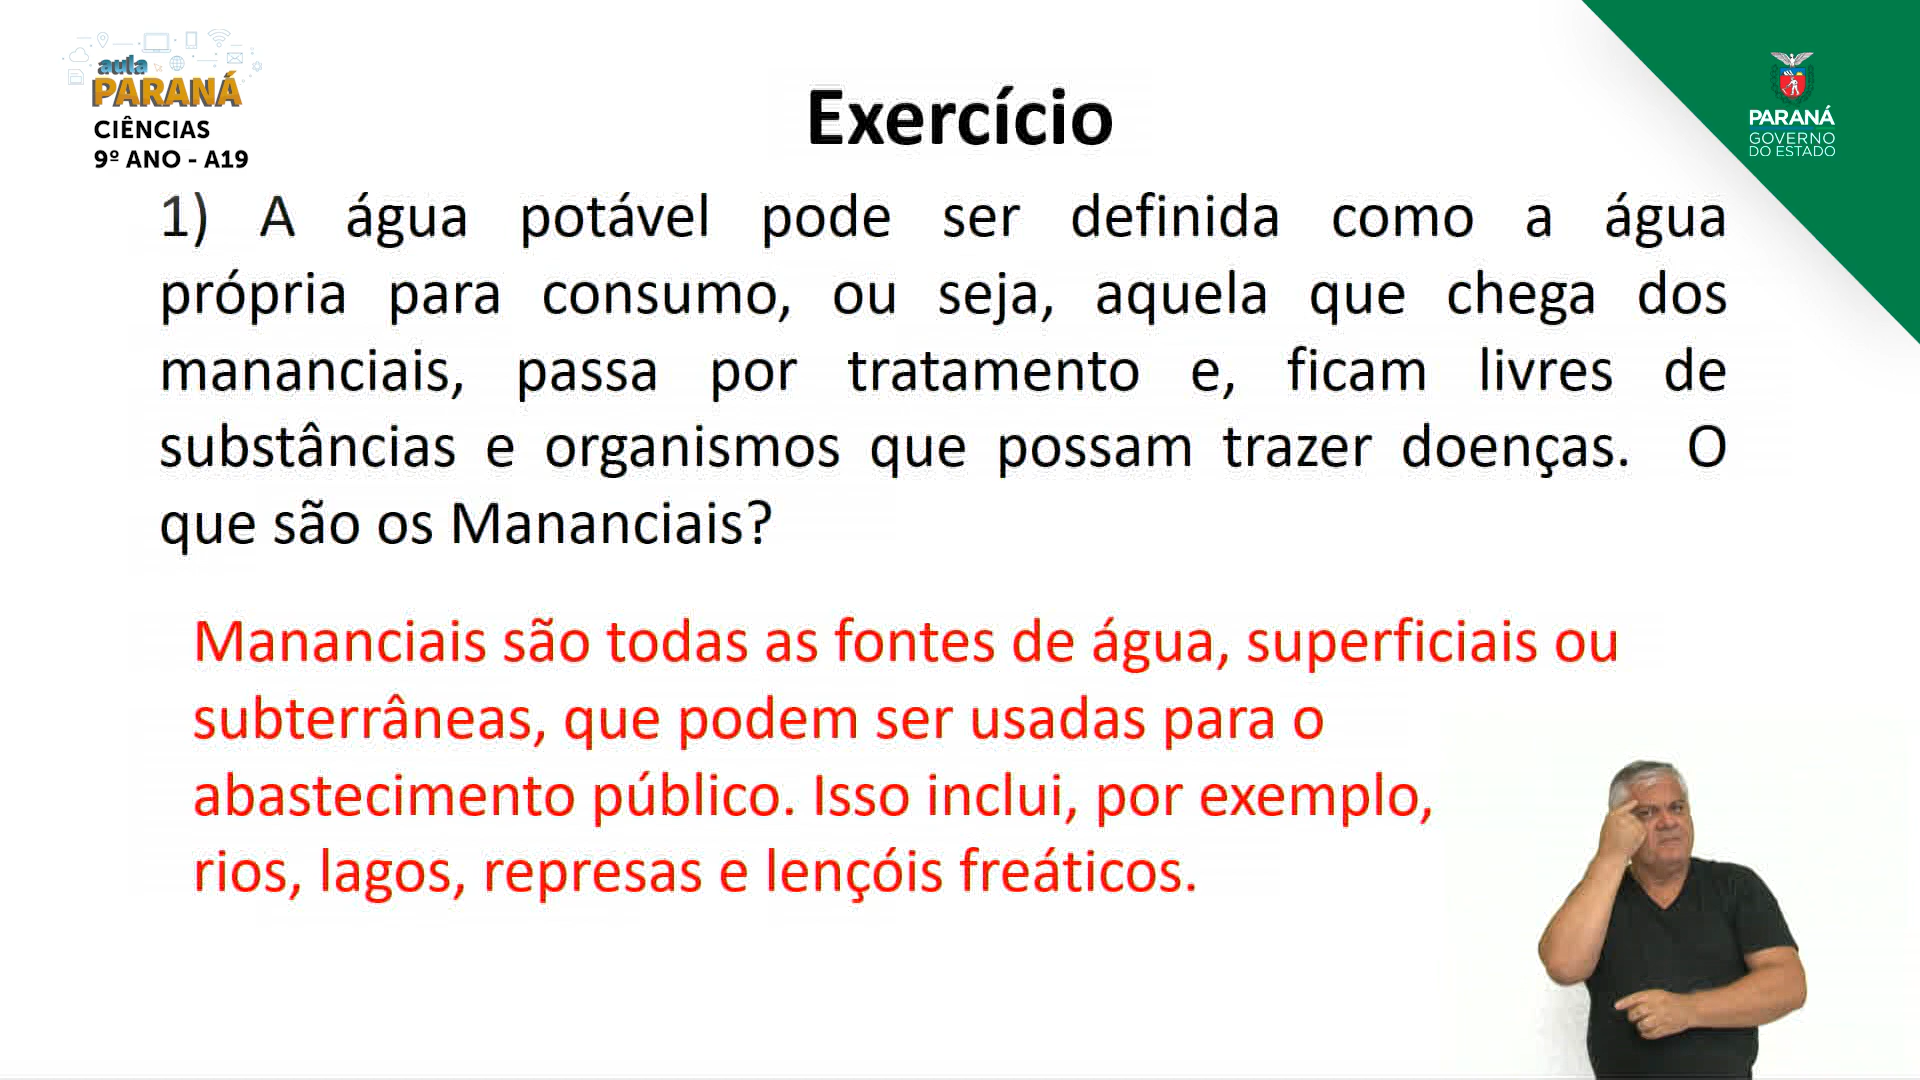 aula
PARANÁ
CIÊNCIAS
9º ANO - A19
Exercício
PARANÁ
GOVERNO
DO ESTADO
1) A água potável pode ser definida como a água
própria para consumo, ou seja, aquela que chega dos
mananciais, passa por tratamento e, ficam livres de
substâncias e organismos que possam trazer doenças. O
que são os Mananciais?
Mananciais são todas as fontes de água, superficiais ou
subterrâneas, que podem ser usadas para o
abastecimento público. Isso inclui, por exemplo,
rios, lagos, represas e lençóis freáticos.